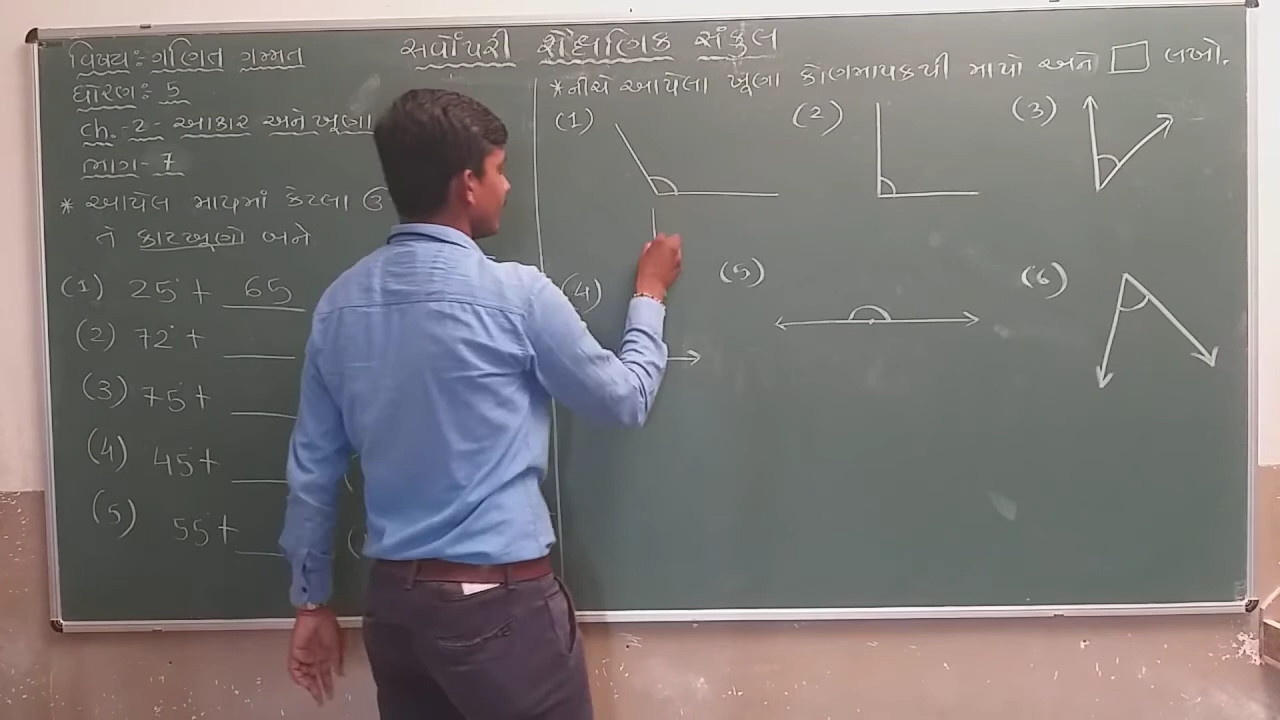 સર્વોપરી શૈક્ષણિક સંકુલ
વિષય:- ગણિત ગમ્મત
ધોરણ:- 5
ch.-2- આકાર અને ખૂણા
ભાગ- 7
* આપેલ માપમાં કેટલા ઉ
તે કાટખૂણો બને
(1) 25° + 65
(2) 72° +
(3) 75° +
(4) 45° +
(5) 55° +
* નીચે આપેલા ખૂણા કોણમાપકથી માપો અને □ લખો.
(1) (2) (3)
(4) (5) (6)